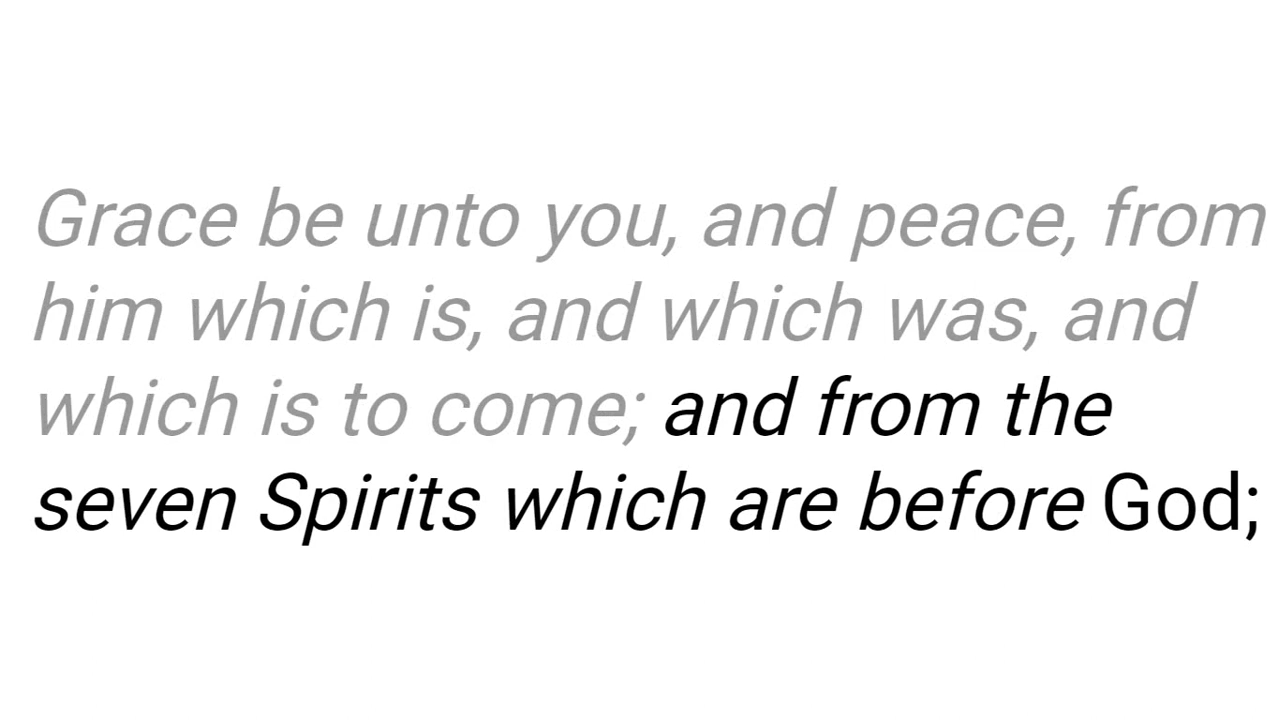 Grace be unto you, and peace, from
him which is, and which was, and
which is to come; and from the
seven Spirits which are before God;